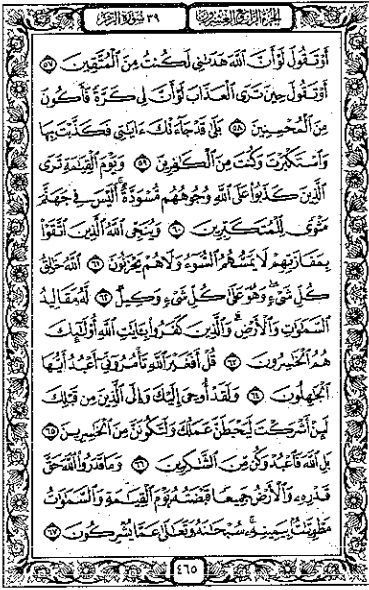 الجزء الرابع والعشرون
٣٩ سورة الزمر
أَوْ تَقُولَ لَوْ أَنَّ ٱللَّهَ هَدَىٰنِي لَكُنتُ مِنَ ٱلْمُتَّقِينَ ٥٧
أَوْ تَقُولَ حِينَ تَرَى ٱلْعَذَابَ لَوْ أَنَّ لِي كَرَّةً فَأَكُونَ
مِنَ ٱلْمُحْسِنِينَ ٥٨ بَلَىٰ قَدْ جَآءَتْكَ ءَايَٰتِي فَكَذَّبْتَ بِهَا
وَٱسْتَكْبَرْتَ وَكُنتَ مِنَ ٱلْكَٰفِرِينَ ٥٩ وَيَوْمَ ٱلْقِيَٰمَةِ تَرَى
ٱلَّذِينَ كَذَبُوا۟ عَلَى ٱللَّهِ وُجُوهُهُم مُّسْوَدَّةٌ ۚ أَلَيْسَ فِي جَهَنَّمَ
مَثْوًى لِّلْمُتَكَبِّرِينَ ٦٠ وَيُنَجِّي ٱللَّهُ ٱلَّذِينَ ٱتَّقَوْا۟
بِمَفَازَتِهِمْ لَا يَمَسُّهُمُ ٱلسُّوٓءُ وَلَا هُمْ يَحْزَنُونَ ٦١ ٱللَّهُ خَٰلِقُ
كُلِّ شَيْءٍ ۖ وَهُوَ عَلَىٰ كُلِّ شَيْءٍ وَكِيلٌ ٦٢ لَّهُۥ مَقَالِيدُ
ٱلسَّمَٰوَٰتِ وَٱلْأَرْضِ ۗ وَٱلَّذِينَ كَفَرُوا۟ بِـَٔايَٰتِ ٱللَّهِ أُو۟لَٰٓئِكَ
هُمُ ٱلْخَٰسِرُونَ ٦٣ قُلْ أَفَغَيْرَ ٱللَّهِ تَأْمُرُوٓنِّيٓ أَعْبُدُ أَيُّهَا
ٱلْجَٰهِلُونَ ٦٤ وَلَقَدْ أُوحِيَ إِلَيْكَ وَإِلَى ٱلَّذِينَ مِن قَبْلِكَ
لَئِنْ أَشْرَكْتَ لَيَحْبَطَنَّ عَمَلُكَ وَلَتَكُونَنَّ مِنَ ٱلْخَٰسِرِينَ ٦٥
بَلِ ٱللَّهَ فَٱعْبُدْ وَكُن مِّنَ ٱلشَّٰكِرِينَ ٦٦ وَمَا قَدَرُوا۟ ٱللَّهَ حَقَّ
قَدْرِهِۦ وَٱلْأَرْضُ جَمِيعًا قَبْضَتُهُۥ يَوْمَ ٱلْقِيَٰمَةِ وَٱلسَّمَٰوَٰتُ
مَطْوِيَّٰتٌۢ بِيَمِينِهِۦ ۚ سُبْحَٰنَهُۥ وَتَعَٰلَىٰ عَمَّا يُشْرِكُونَ ٦٧
٤٦٥